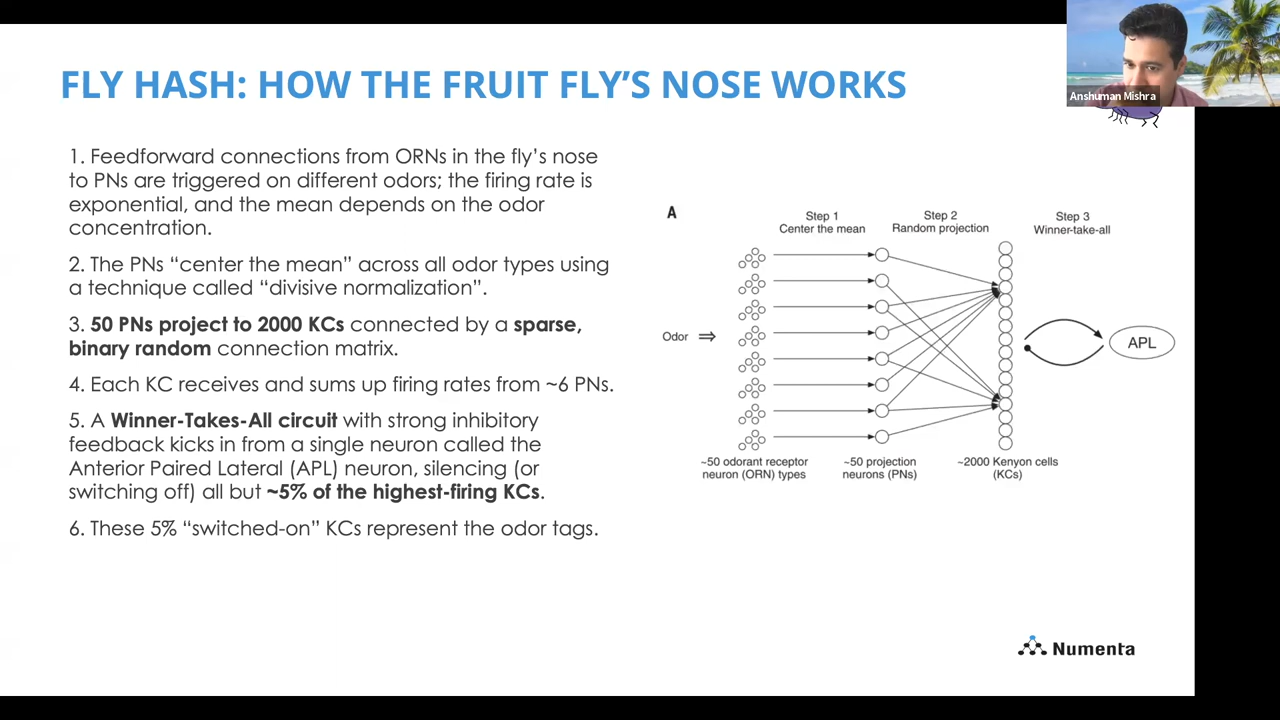 FLY HASH: HOW THE FRUIT FLY'S NOSE WORKS
Anshuman Mishra
1. Feedforward connections from ORNs in the fly's nose
to PNs are triggered on different odors; the firing rate is
exponential, and the mean depends on the odor
concentration.
2. The PNs “center the mean” across all odor types using
a technique called “divisive normalization”.
3. 50 PNs project to 2000 KCs connected by a sparse,
binary random connection matrix.
4. Each KC receives and sums up firing rates from ~6 PNs.
5. A Winner-Takes-All circuit with strong inhibitory
feedback kicks in from a single neuron called the
Anterior Paired Lateral (APL) neuron, silencing (or
switching off) all but ~5% of the highest-firing KCs.
6. These 5% “switched-on” KCs represent the odor tags.
A
Step 1
Center the mean
Step 2
Random projection
Step 3
Winner-take-all
Odor ⇒
APL
~50 odorant receptor
neuron (ORN) types
~50 projection
neurons (PNs)
~2000 Kenyon cells
(KCs)
Numenta